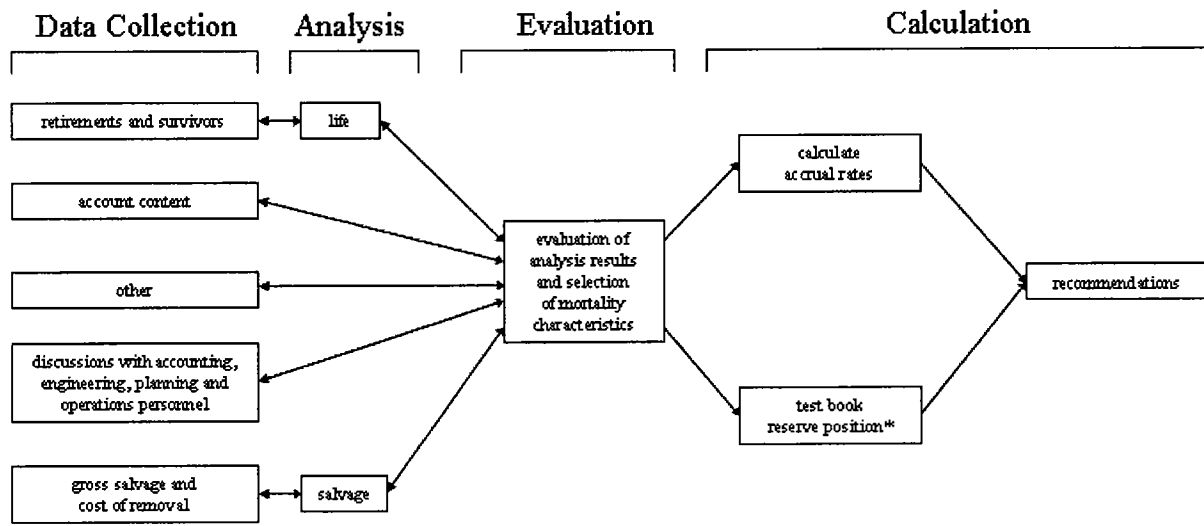 Data Collection
Analysis
Evaluation
Calculation
retirements and survivors
life
account content
other
discussions with accounting,
engineering, planning and
operations personnel
gross salvage and
cost of removal
salvage
evaluation of
analysis results
and selection
of mortality
characteristics
calculate
accrual rates
test book
reserve position*
recommendations